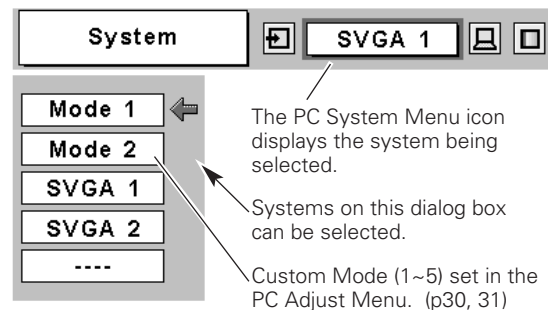 System
SVGA 1
Mode 1
Mode 2
SVGA 1
SVGA 2
----
The PC System Menu icon
displays the system being
selected.
Systems on this dialog box
can be selected.
Custom Mode (1~5) set in the
PC Adjust Menu. (p30, 31)